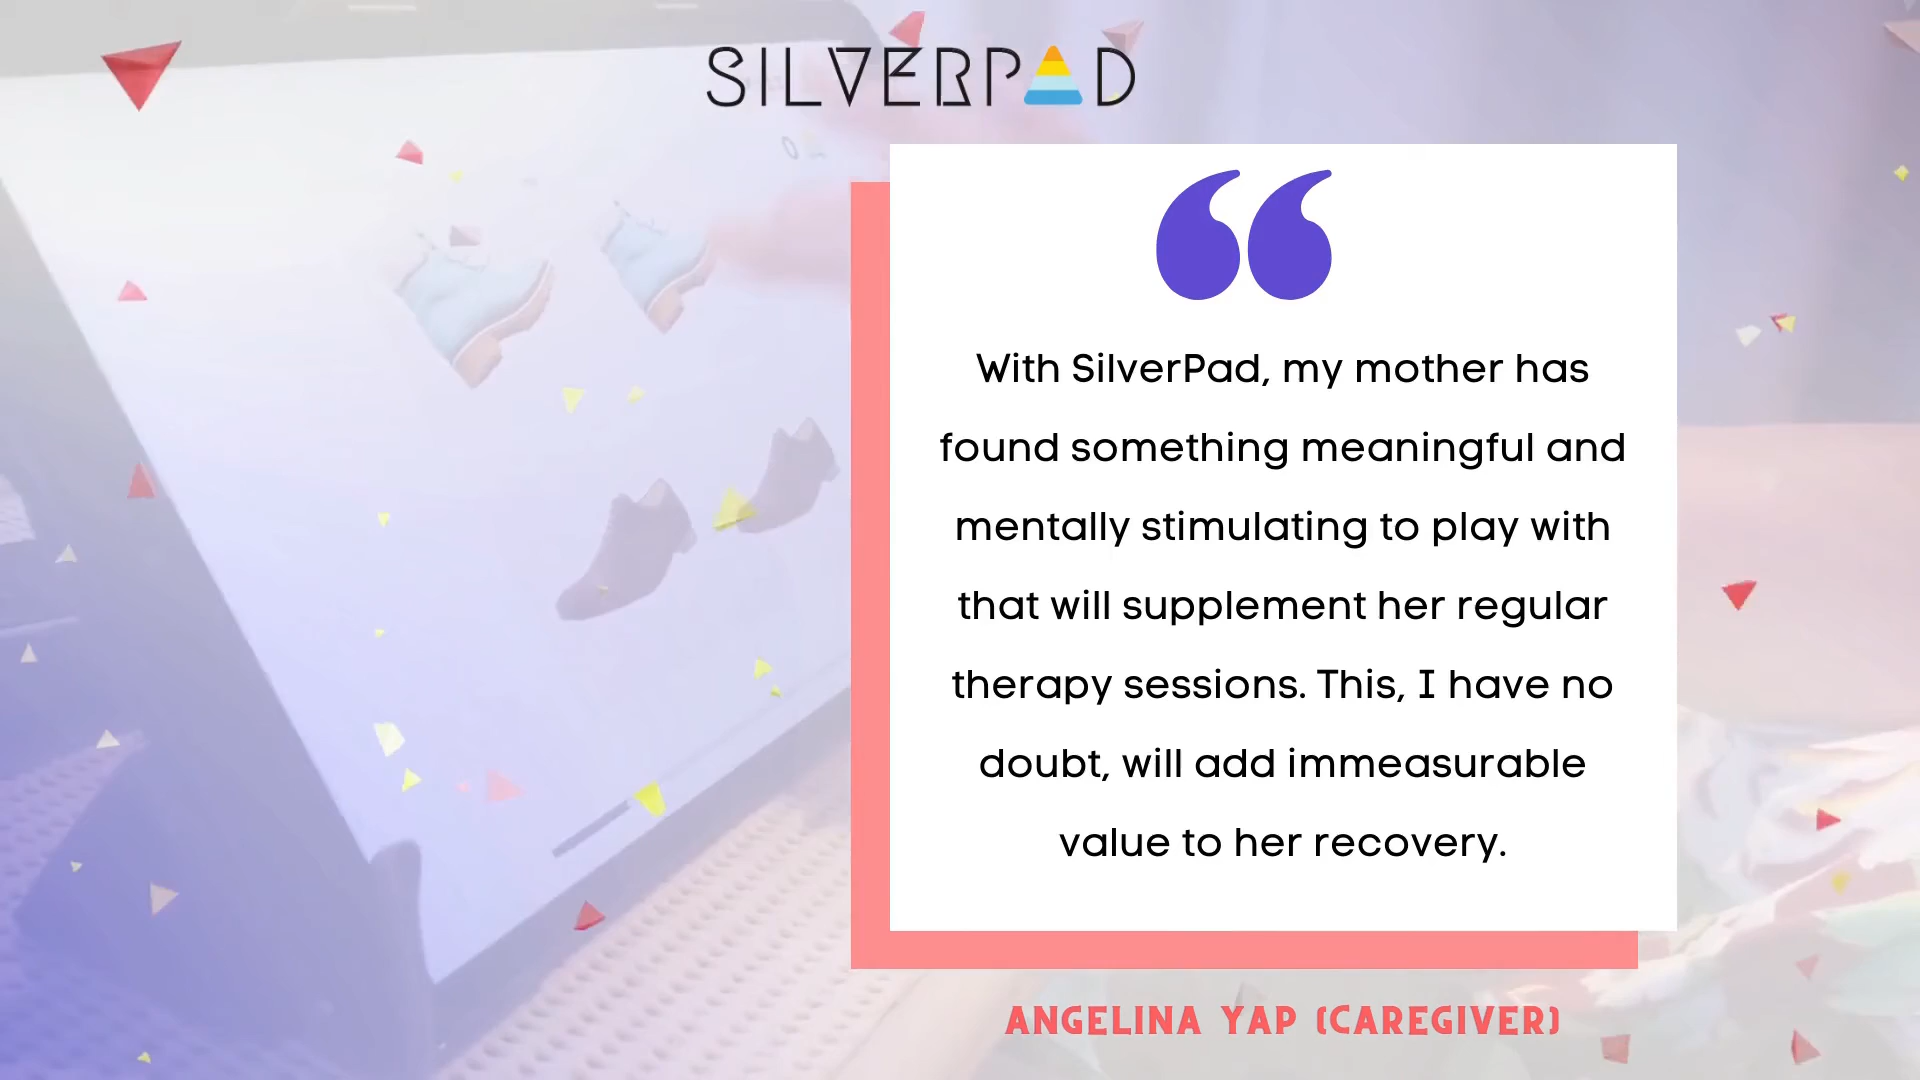 SILVERPAD
With SilverPad, my mother has
found something meaningful and
mentally stimulating to play with
that will supplement her regular
therapy sessions. This, I have no
doubt, will add immeasurable
value to her recovery.
ANGELINA YAP (CAREGIVER)